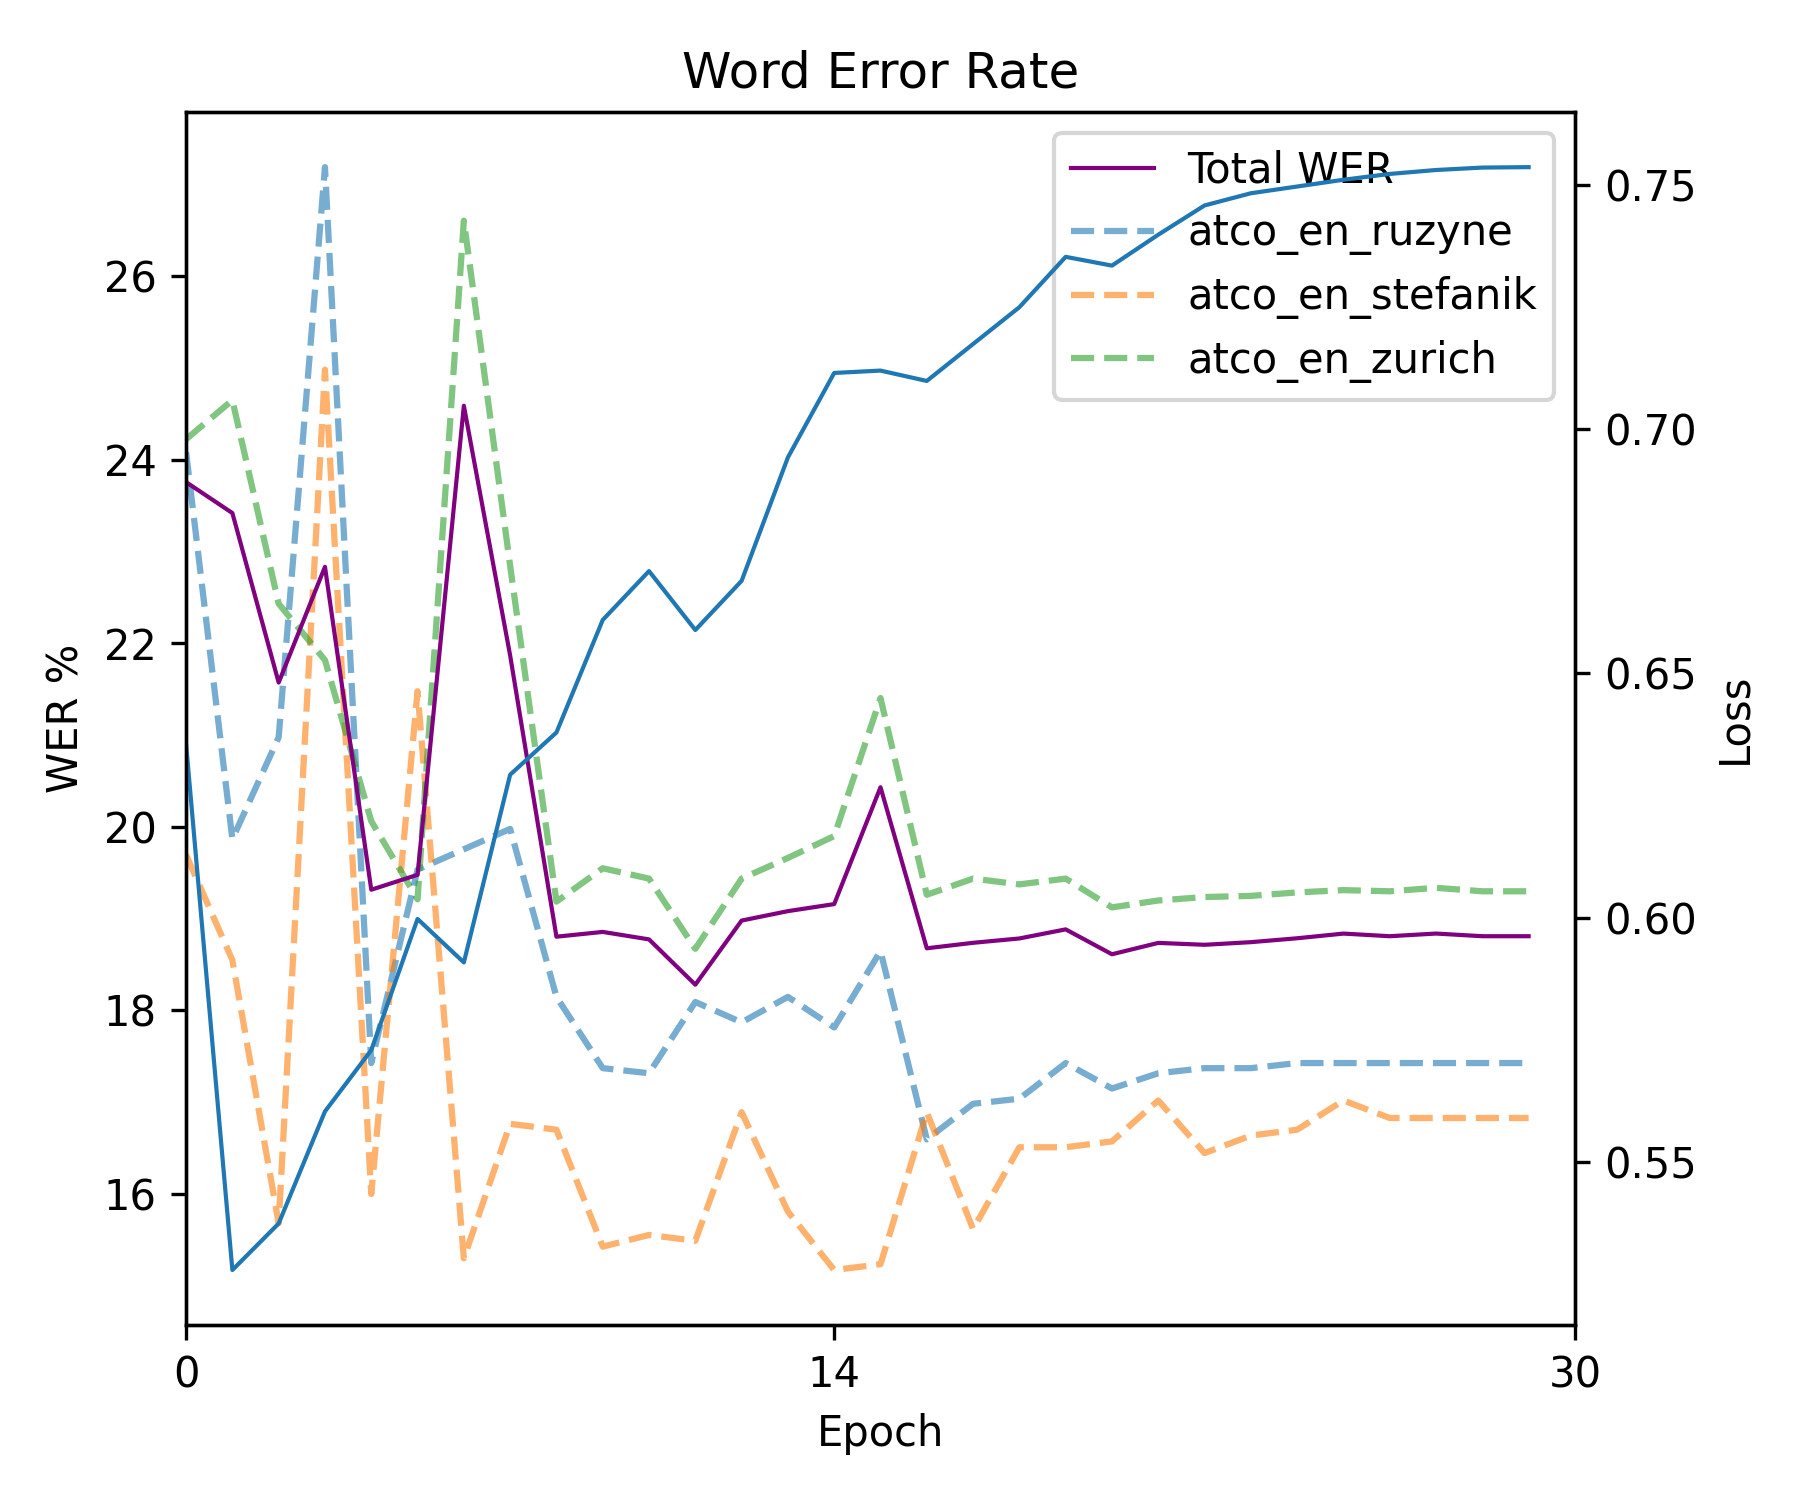 Word Error Rate
Total WER
atco_en_ruzyne
atco_en_stefanik
atco_en_zurich
26
24
22
20
18
16
WER %
0.75
0.70
0.65
0.60
0.55
Loss
0
14
30
Epoch